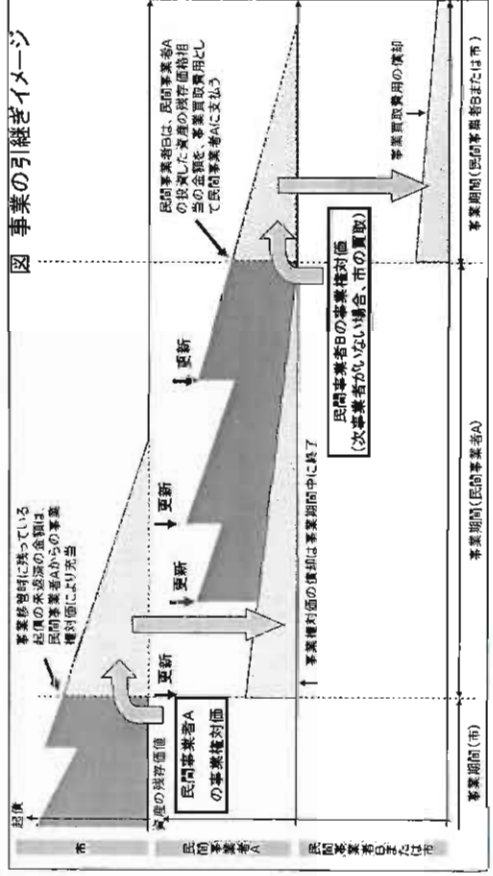 図 事業の引継ぎイメージ
起債
市
事業移管時に残っている
起債の未返済の金額は、
民間事業者Aからの事業
権対価により充当
資産の残存価値
民間事業者A
民間事業者A
の事業権対価
更新
更新
更新
更新
民間事業者Bは、民間事業者A
の投資した資産の残存価格相
当の金額を、事業買取費用とし
て民間事業者Aに支払う
事業権対価の償却は事業期間中に終了
民間事業者Bの事業権対価
(次事業者がいない場合、市の買取)
事業買取費用の償却
民間事業者Bまたは市
事業期間(市)
事業期間(民間事業者A)
事業期間(民間事業者Bまたは市)